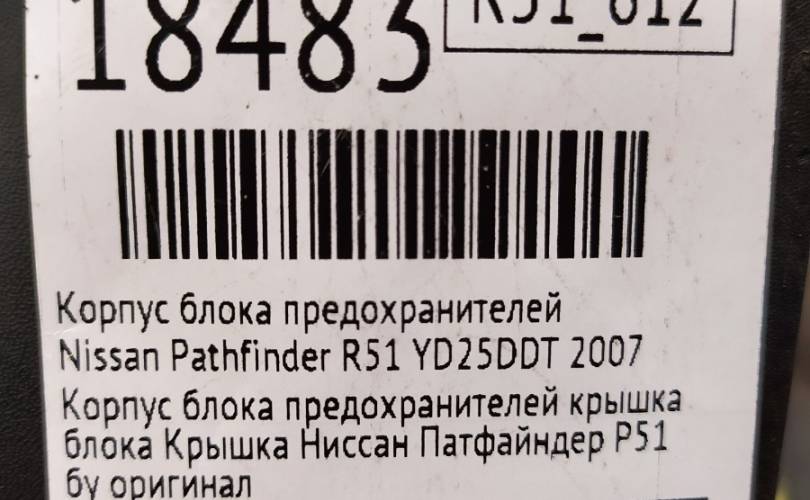 18483
R51_612
Корпус блока предохранителей
Nissan Pathfinder R51 YD25DDT 2007
Корпус блока предохранителей крышка
блока Крышка Ниссан Патфайндер Р51
бу оригинал